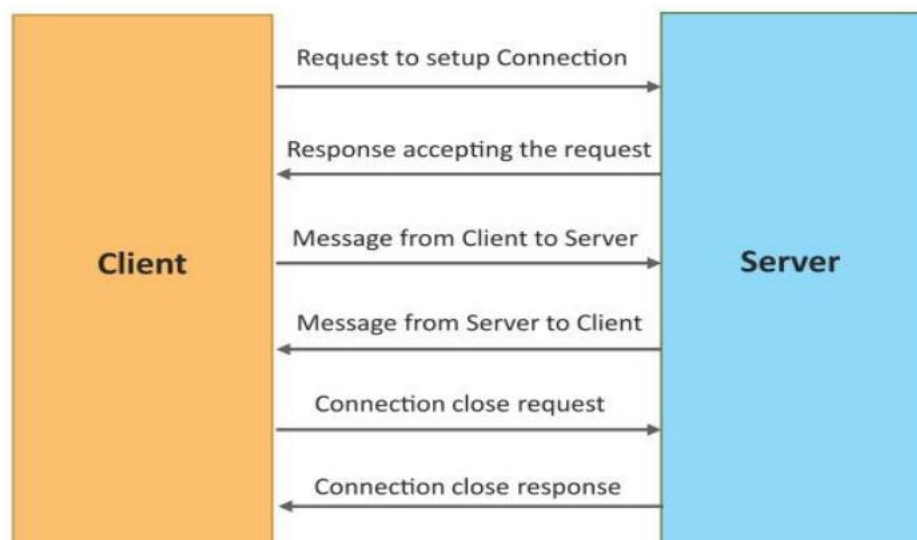 Request to setup Connection
Response accepting the request
Client
Message from Client to Server
Server
Message from Server to Client
Connection close request
Connection close response